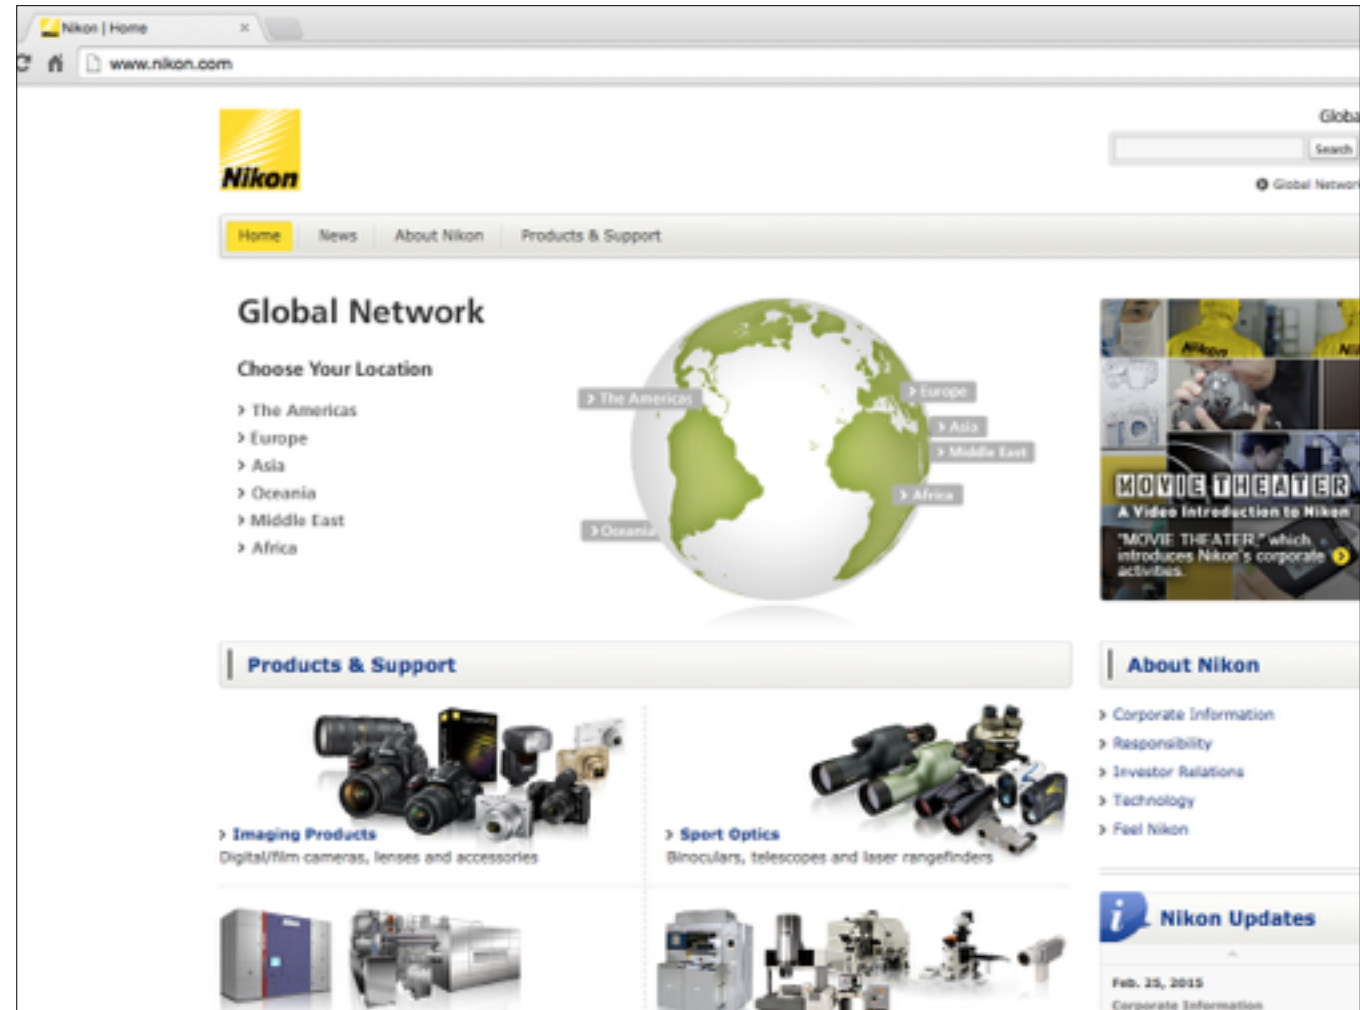 Nikon | Home
www.nikon.com
Nikon
Search
Global
Home News About Nikon Products & Support
Global Network
Choose Your Location
> The Americas
> Europe
> Asia
> Oceania
> Middle East
> Africa
> The Americas
> Europe
> Asia
> Middle East
> Africa
> Oceania
Nikon
MOVIE THEATER
A Video Introduction to Nikon
"MOVIE THEATER," which
introduces Nikon's corporate
activities.
Products & Support
> Imaging Products
Digital/film cameras, lenses and accessories
> Sport Optics
Binoculars, telescopes and laser rangefinders
About Nikon
> Corporate Information
> Responsibility
> Investor Relations
> Technology
> Feel Nikon
Nikon Updates
Feb. 25, 2015
Corporate Information